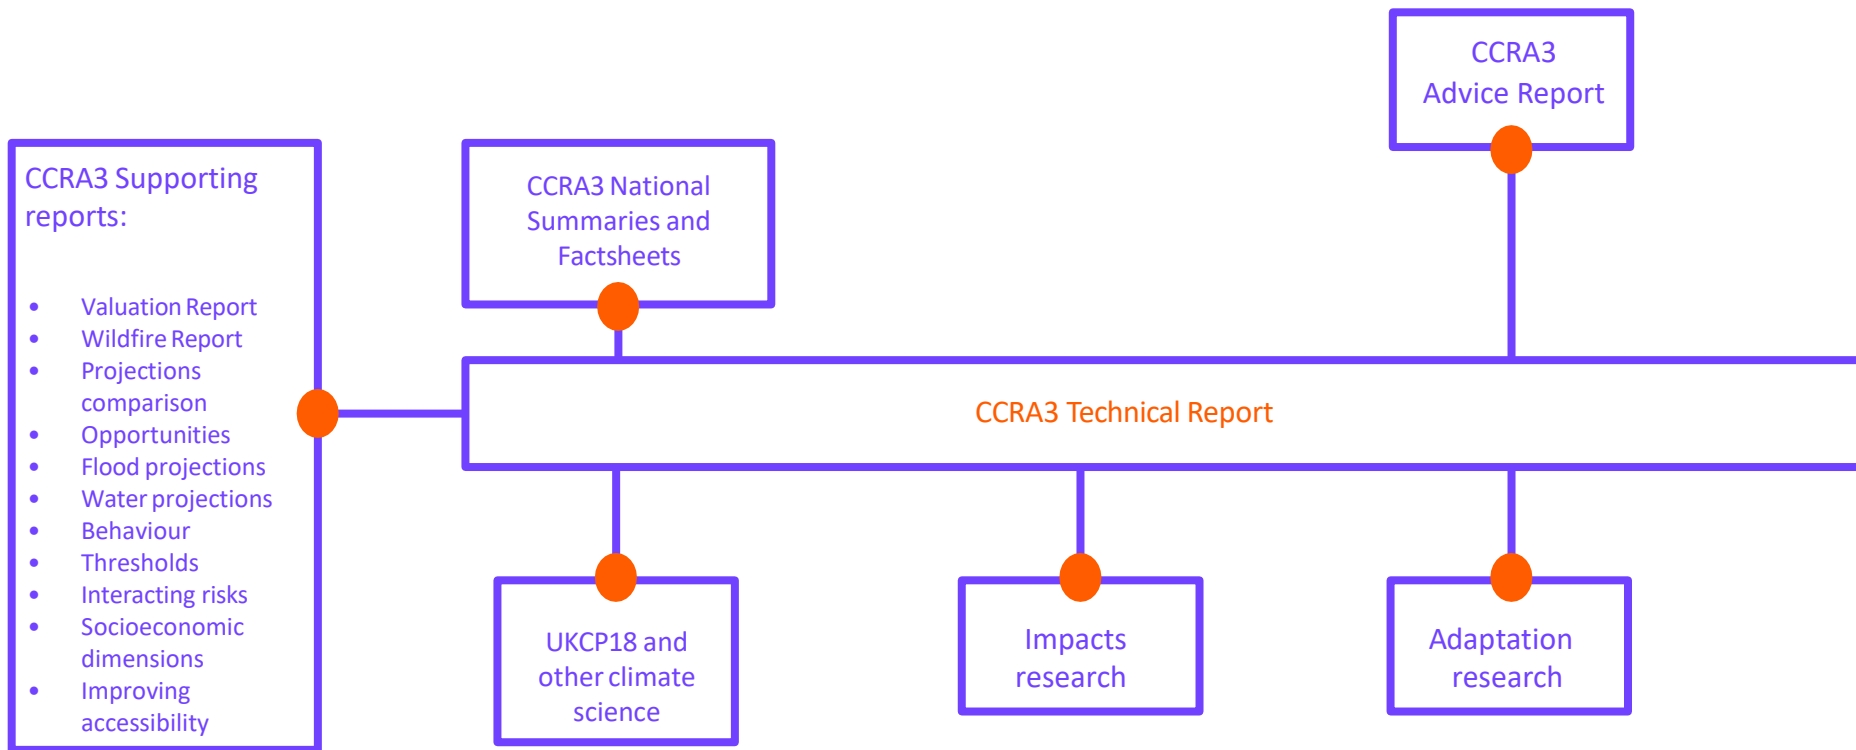 CCRA3
Advice Report
CCRA3 Supporting
reports:
• Valuation Report
• Wildfire Report
• Projections
comparison
• Opportunities
• Flood projections
• Water projections
• Behaviour
• Thresholds
• Interacting risks
• Socioeconomic
dimensions
• Improving
accessibility
CCRA3 National
Summaries and
Factsheets
CCRA3 Technical Report
UKCP18 and
other climate
science
Impacts
research
Adaptation
research